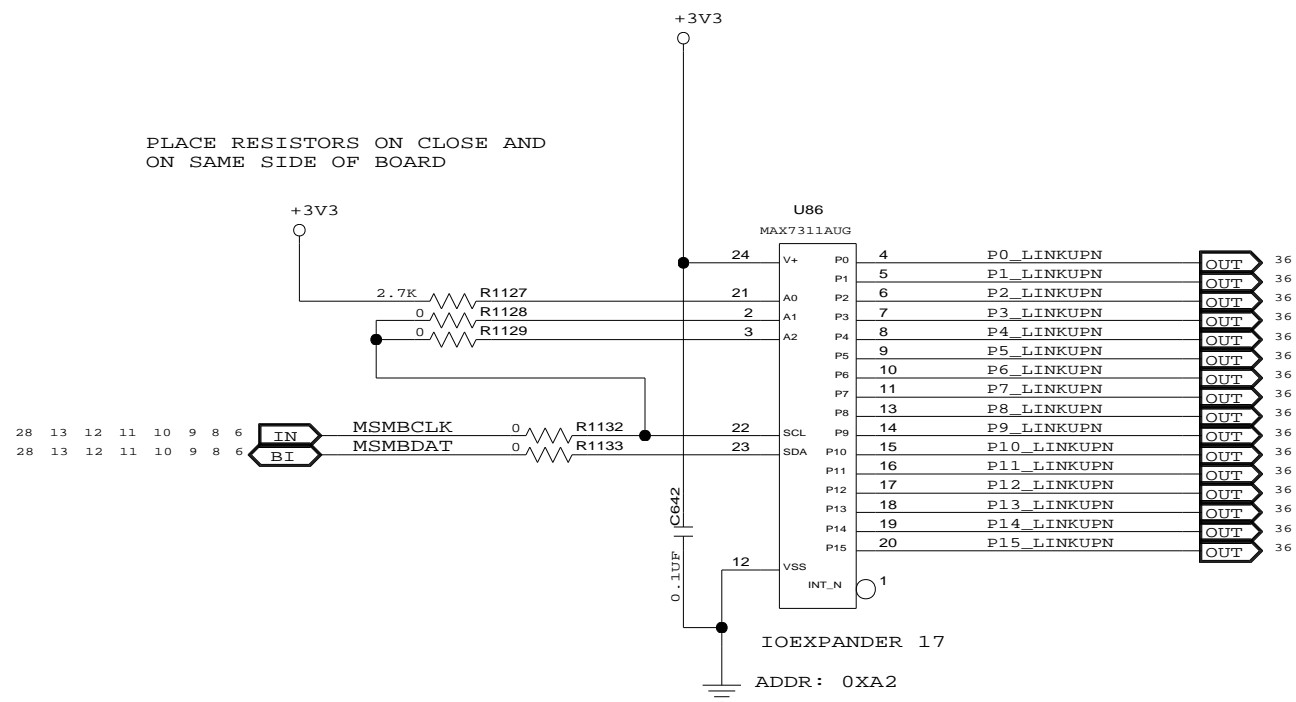 +3V3
PLACE RESISTORS ON CLOSE AND
ON SAME SIDE OF BOARD
+3V3
U86
MAX7311AUG
24 V+ P0 4 P0_LINKUPN OUT 36
P1 5 P1_LINKUPN OUT 36
2.7K R1127 21 A0 P2 6 P2_LINKUPN OUT 36
0 R1128 2 A1 P3 7 P3_LINKUPN OUT 36
0 R1129 3 A2 P4 8 P4_LINKUPN OUT 36
P5 9 P5_LINKUPN OUT 36
P6 10 P6_LINKUPN OUT 36
P7 11 P7_LINKUPN OUT 36
P8 13 P8_LINKUPN OUT 36
28 13 12 11 10 9 8 6 IN MSMBCLK 0 R1132 22 SCL P9 14 P9_LINKUPN OUT 36
28 13 12 11 10 9 8 6 BI MSMBDAT 0 R1133 23 SDA P10 15 P10_LINKUPN OUT 36
P11 16 P11_LINKUPN OUT 36
P12 17 P12_LINKUPN OUT 36
P13 18 P13_LINKUPN OUT 36
P14 19 P14_LINKUPN OUT 36
P15 20 P15_LINKUPN OUT 36
C642
0.1UF
12 VSS
INT_N 1
IOEXPANDER 17
ADDR: 0XA2